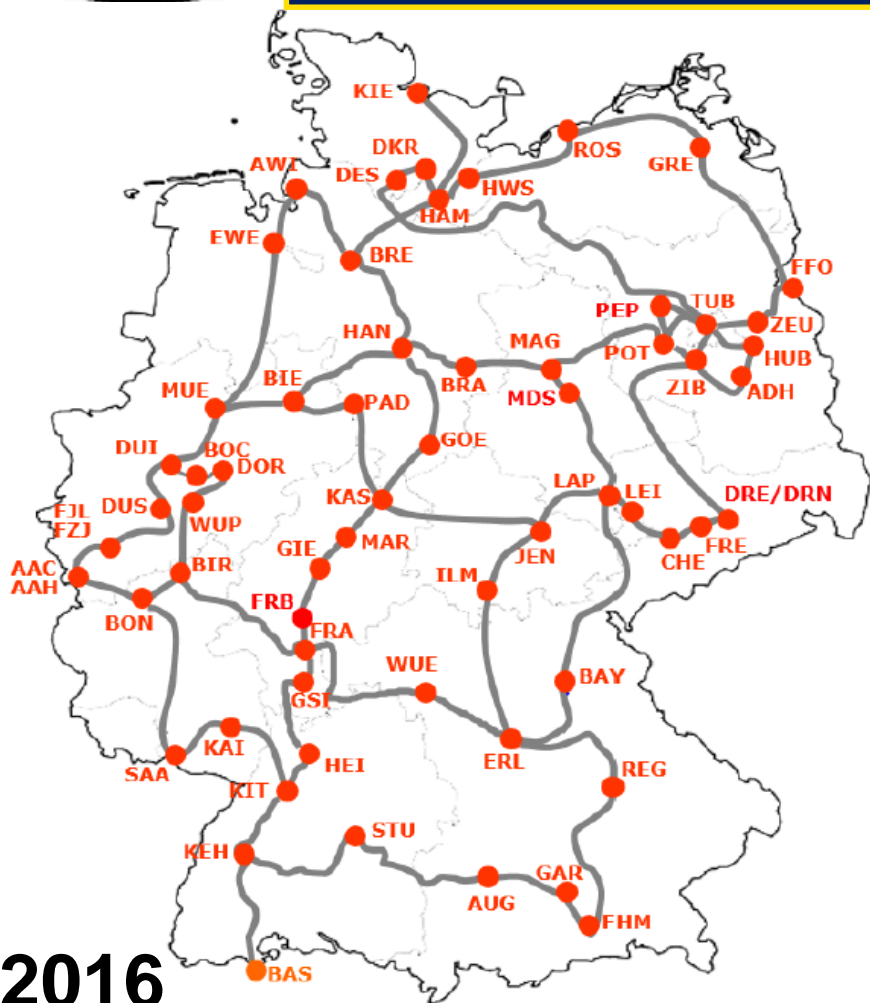 KIE
DKR
ROS
GRE
AWI
DES
HWS
HAM
EWE
BRE
FFO
PEP
TUB
ZEU
HAN
MAG
POT
HUB
BRA
ZIB
ADH
MUE
BIE
MDS
PAD
GOE
DUI
BOC
DOR
LAP
LEI
DRE/DRN
FJL
DUS
KAS
FZJ
WUP
MAR
FRE
JEN
CHE
GIE
AAC
BIR
ILM
AAH
FRB
BON
FRA
WUE
BAY
GSI
KAI
ERL
SAA
HEI
REG
KIT
STU
KEH
GAR
AUG
FHM
2016
BAS